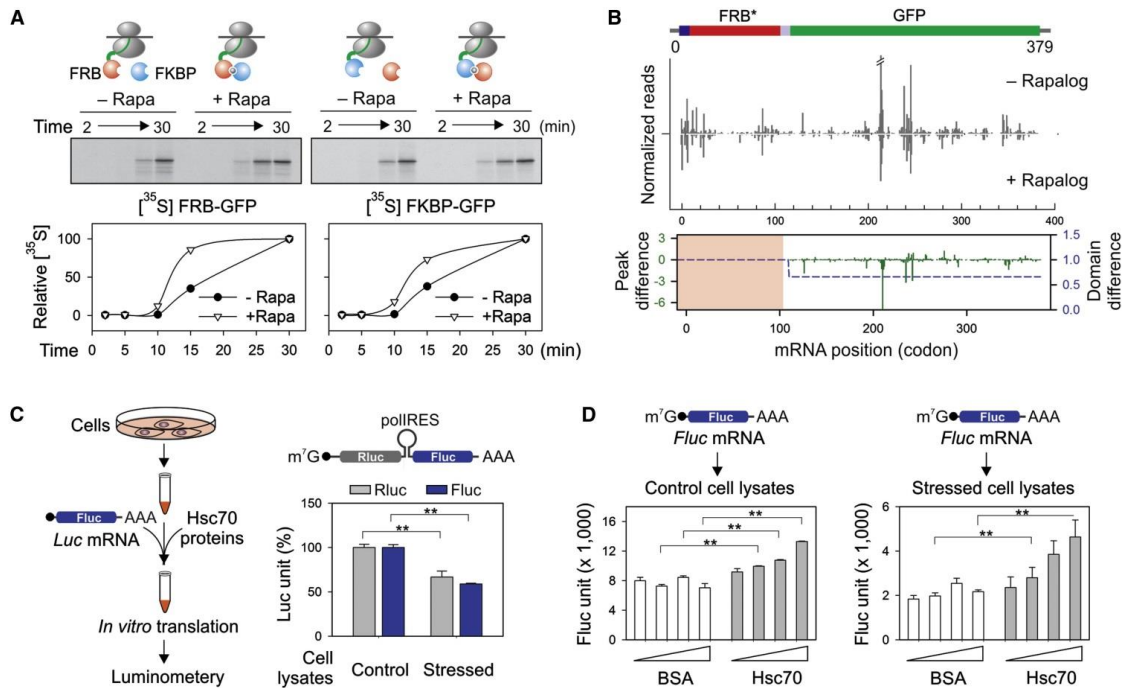 A
FRB
FKBP
– Rapa
+ Rapa
– Rapa
+ Rapa
Time 2 30 2 30 2 30 2 30 (min)
[35S] FRB-GFP
[35S] FKBP-GFP
Relative [35S]
100
50
0
- Rapa
+Rapa
- Rapa
+Rapa
Time 0 5 10 15 20 25 30 0 5 10 15 20 25 30 (min)
B
FRB*
GFP
0
379
Normalized reads
– Rapalog
+ Rapalog
0 100 200 300 400
Peak difference
3
0
-3
-6
1.5
1.0
0.5
0.0
Domain difference
0 100 200 300
mRNA position (codon)
C
Cells
Fluc
AAA
Luc mRNA
Hsc70
proteins
In vitro translation
Luminometery
polIRES
m7G
Rluc
Fluc
AAA
Rluc
Fluc
Luc unit (%)
150
100
50
0
**
**
Cell
lysates
Control
Stressed
D
m7G
Fluc
AAA
Fluc mRNA
Control cell lysates
Fluc unit (x 1,000)
16
12
8
4
0
**
**
**
BSA
Hsc70
m7G
Fluc
AAA
Fluc mRNA
Stressed cell lysates
Fluc unit (x 1,000)
6
4
2
0
**
**
BSA
Hsc70